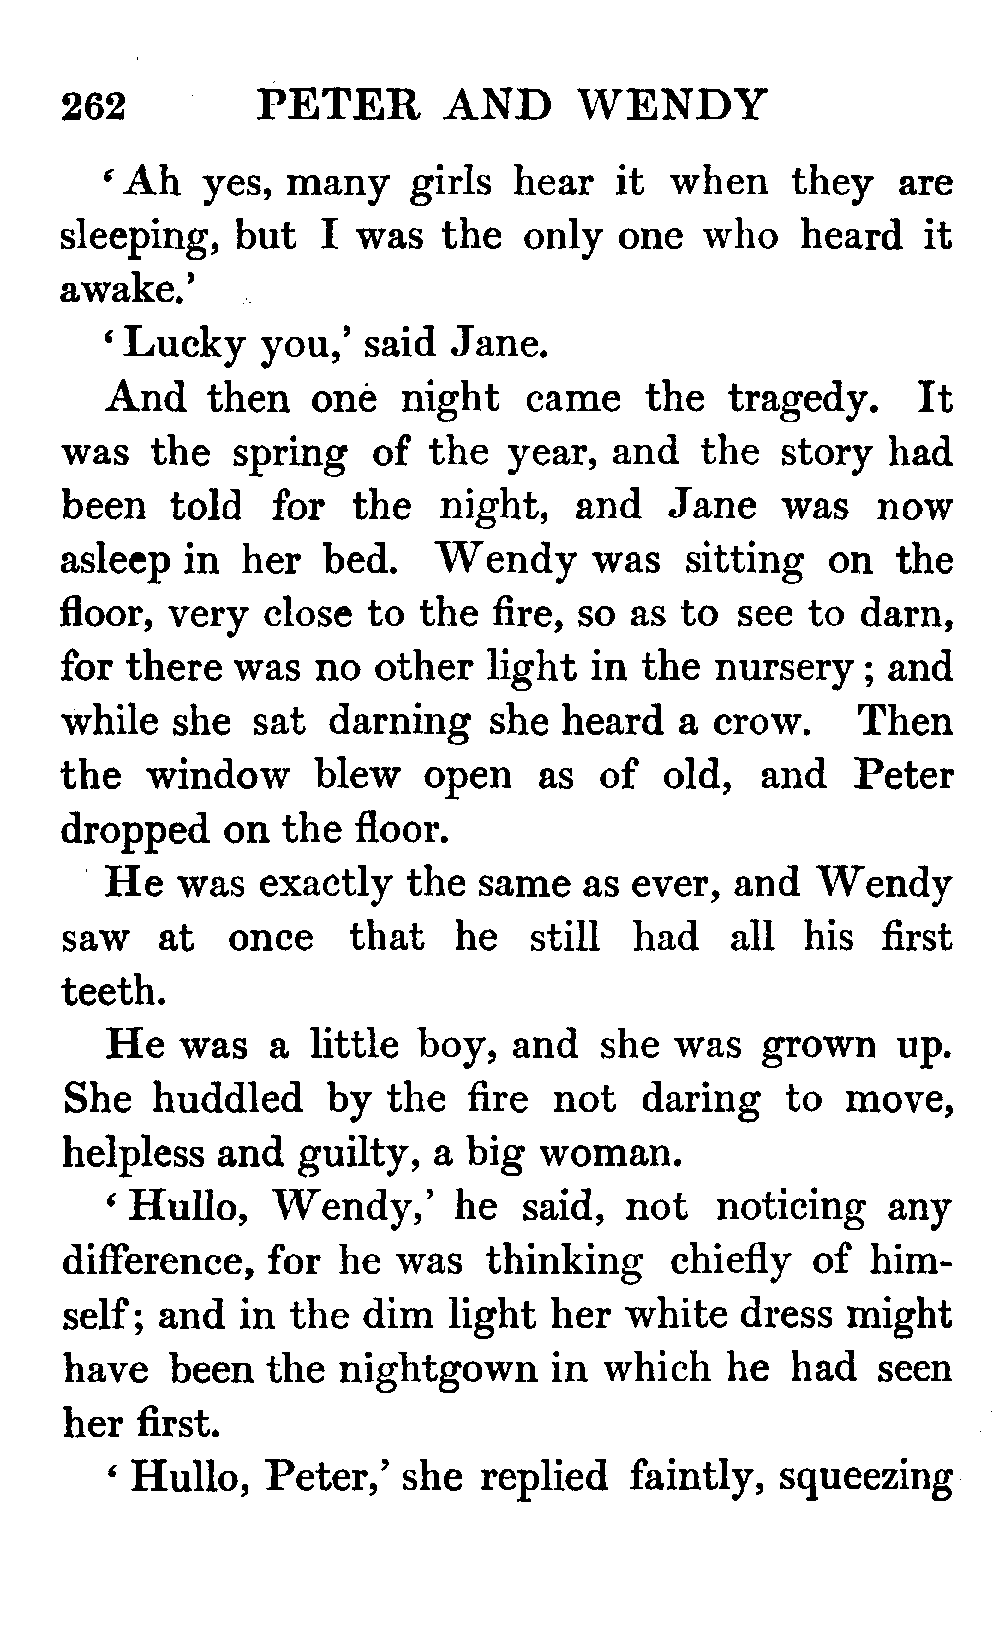 262 PETER AND WENDY
‘Ah yes, many girls hear it when they are
sleeping, but I was the only one who heard it
awake.’
‘Lucky you,’ said Jane.
And then one night came the tragedy. It
was the spring of the year, and the story had
been told for the night, and Jane was now
asleep in her bed. Wendy was sitting on the
floor, very close to the fire, so as to see to darn,
for there was no other light in the nursery; and
while she sat darning she heard a crow. Then
the window blew open as of old, and Peter
dropped on the floor.
He was exactly the same as ever, and Wendy
saw at once that he still had all his first
teeth.
He was a little boy, and she was grown up.
She huddled by the fire not daring to move,
helpless and guilty, a big woman.
‘Hullo, Wendy,’ he said, not noticing any
difference, for he was thinking chiefly of him-
self; and in the dim light her white dress might
have been the nightgown in which he had seen
her first.
‘Hullo, Peter,’ she replied faintly, squeezing